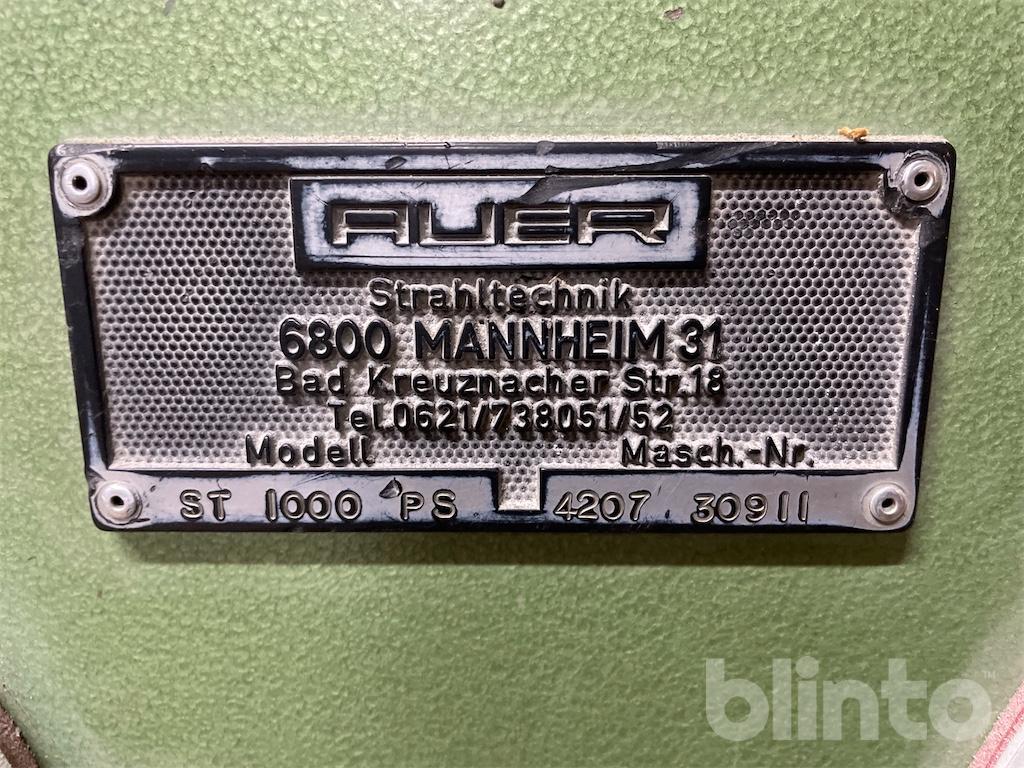 AUER
Strahltechnik
6800 MANNHEIM 31
Bad Kreuznacher Str.18
Tel.0621/738051/52
Modell Masch.-Nr.
ST 1000 PS 4207 30911
blinto™